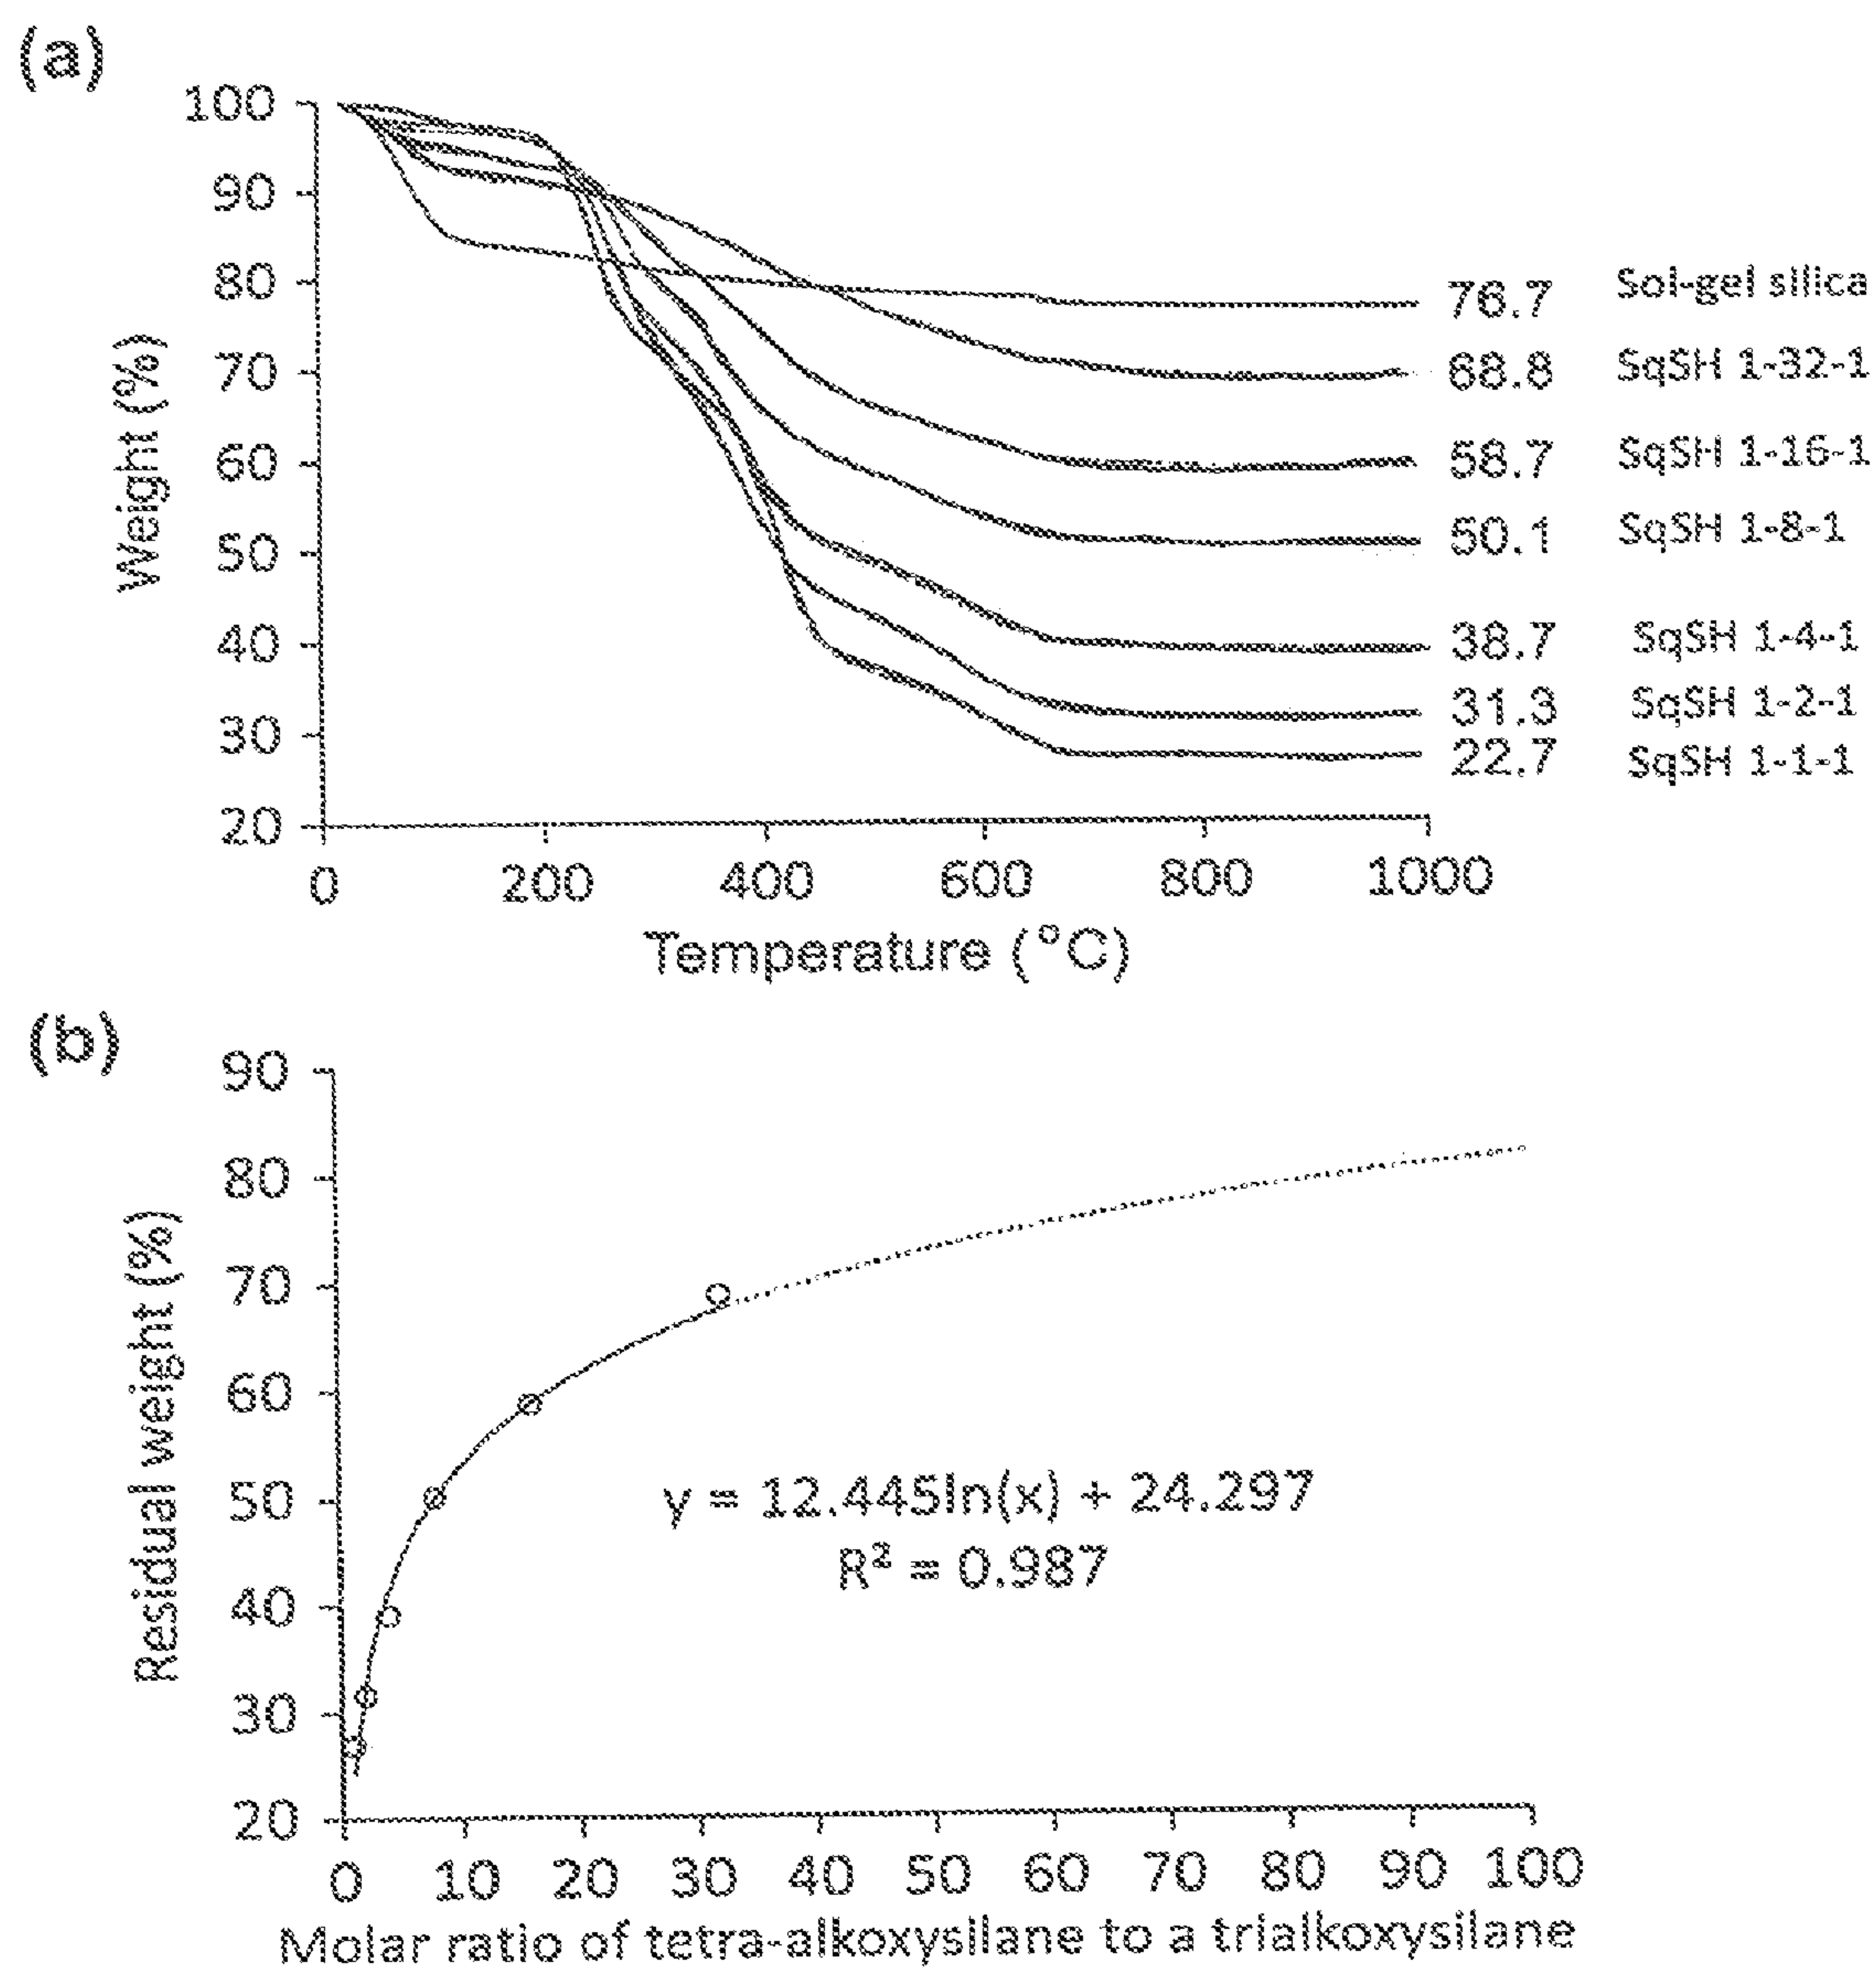 (a)
100
90
80
70
60
50
40
30
20
Weight (%)
0 200 400 600 800 1000
Temperature (°C)
76.7 Sol-gel silica
68.8 SqSH 1-32-1
58.7 SqSH 1-16-1
50.1 SqSH 1-8-1
38.7 SqSH 1-4-1
31.3 SqSH 1-2-1
22.7 SqSH 1-1-1
(b)
90
80
70
60
50
40
30
20
Residual weight (%)
y = 12.445ln(x) + 24.297
R² = 0.987
0 10 20 30 40 50 60 70 80 90 100
Molar ratio of tetra-alkoxysilane to a trialkoxysilane